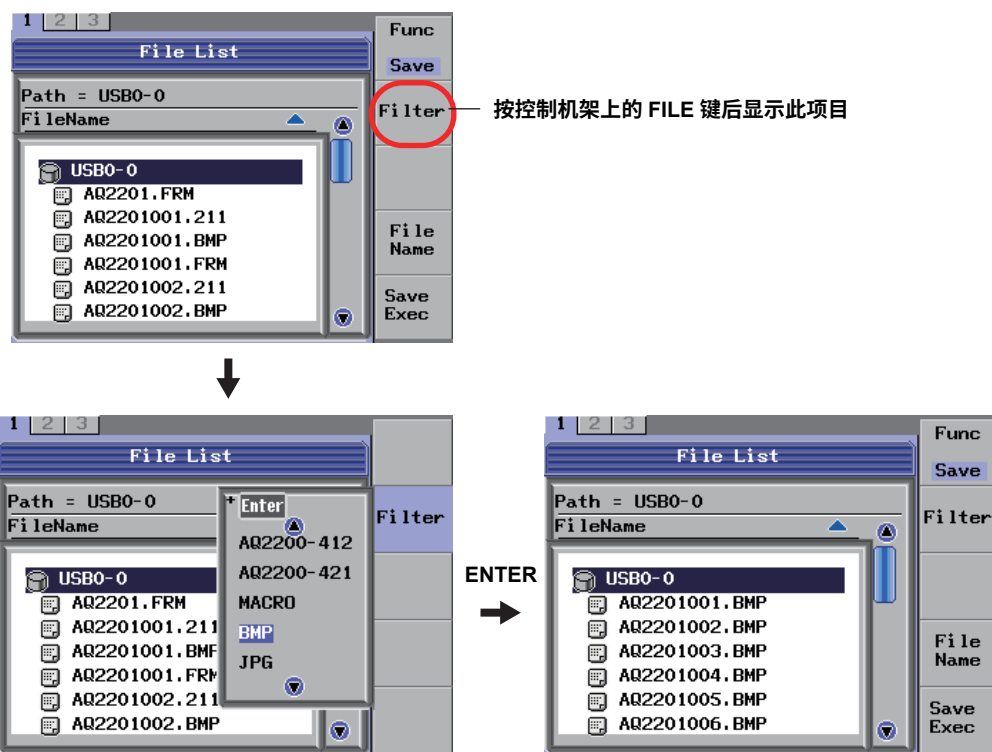 1 2 3
File List
Path = USB0-0
FileName
USB0-0
AQ2201.FRM
AQ2201001.211
AQ2201001.BMP
AQ2201001.FRM
AQ2201002.211
AQ2201002.BMP
Func
Save
Filter
File
Name
Save
Exec
按控制机架上的 FILE 键后显示此项目
1 2 3
File List
Path = USB0-0
FileName
USB0-0
AQ2201.FRM
AQ2201001.211
AQ2201001.BMP
AQ2201001.FRM
AQ2201002.211
AQ2201002.BMP
Enter
AQ2200-412
AQ2200-421
MACRO
BMP
JPG
Filter
ENTER
1 2 3
File List
Path = USB0-0
FileName
USB0-0
AQ2201001.BMP
AQ2201002.BMP
AQ2201003.BMP
AQ2201004.BMP
AQ2201005.BMP
AQ2201006.BMP
Func
Save
Filter
File
Name
Save
Exec